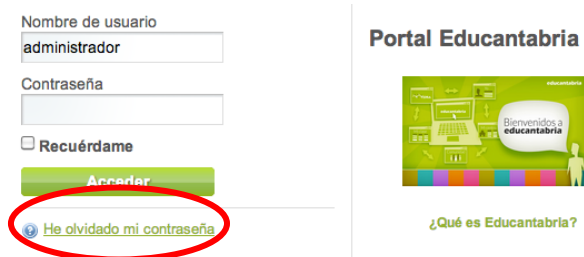 Nombre de usuario
administrador
Contraseña
Recuérdame
Acceder
He olvidado mi contraseña
Portal Educantabria
educantabria
Bienvenidos a
educantabria
¿Qué es Educantabria?